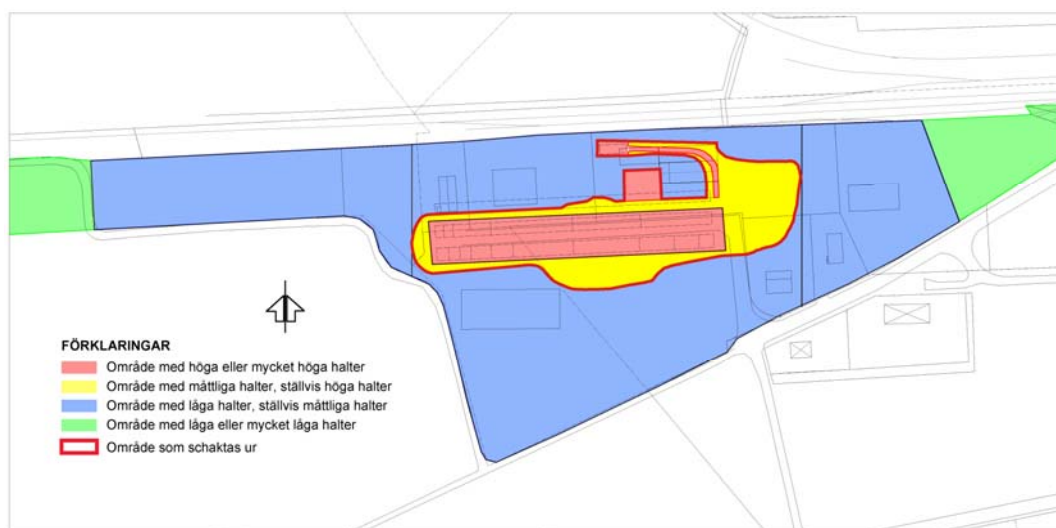 FÖRKLARINGAR
Område med höga eller mycket höga halter
Område med måttliga halter, ställvis höga halter
Område med låga halter, ställvis måttliga halter
Område med låga eller mycket låga halter
Område som schaktas ur